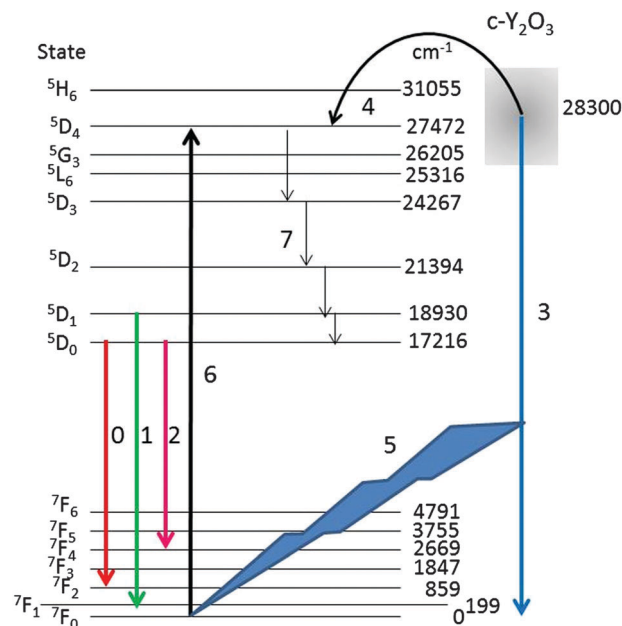 c-Y₂O₃
State cm⁻¹
⁵H₆ 31055
4
28300
⁵D₄ 27472
⁵G₃ 26205
⁵L₆ 25316
⁵D₃ 24267
7
⁵D₂ 21394
⁵D₁ 18930
3
⁵D₀ 17216
6
0 1 2
5
⁷F₆ 4791
⁷F₅ 3755
⁷F₄ 2669
⁷F₃ 1847
⁷F₂ 859
⁷F₁ 199
⁷F₀ 0